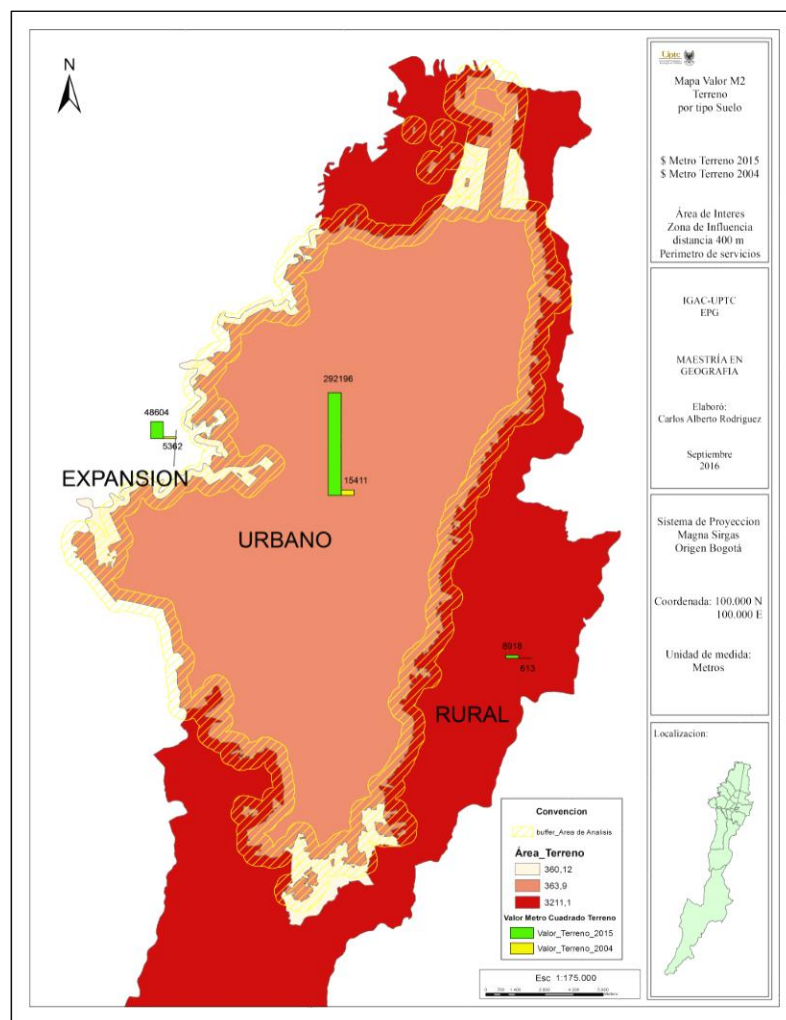 N
48604
5362
EXPANSION
292196
15411
URBANO
8918
613
RURAL
Convencion
buffer_Area de Analisis
Área_Terreno
360,12
363,9
3211,1
Valor Metro Cuadrado Terreno
Valor_Terreno_2015
Valor_Terreno_2004
Esc 1:175.000
Uptc
Mapa Valor M2
Terreno
por tipo Suelo
$ Metro Terreno 2015
$ Metro Terreno 2004
Área de Interes
Zona de Influencia
distancia 400 m
Perimetro de servicios
IGAC-UPTC
EPG
MAESTRÍA EN
GEOGRAFIA
Elaboró:
Carlos Alberto Rodríguez
Septiembre
2016
Sistema de Proyeccion
Magna Sirgas
Origen Bogotá
Coordenada: 100.000 N
100.000 E
Unidad de medida:
Metros
Localizacion: